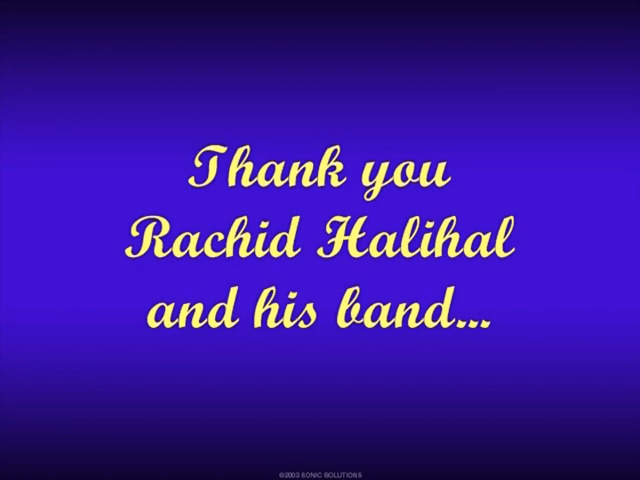 Thank you
Rachid Halihal
and his band...
©2003 SONIC SOLUTIONS